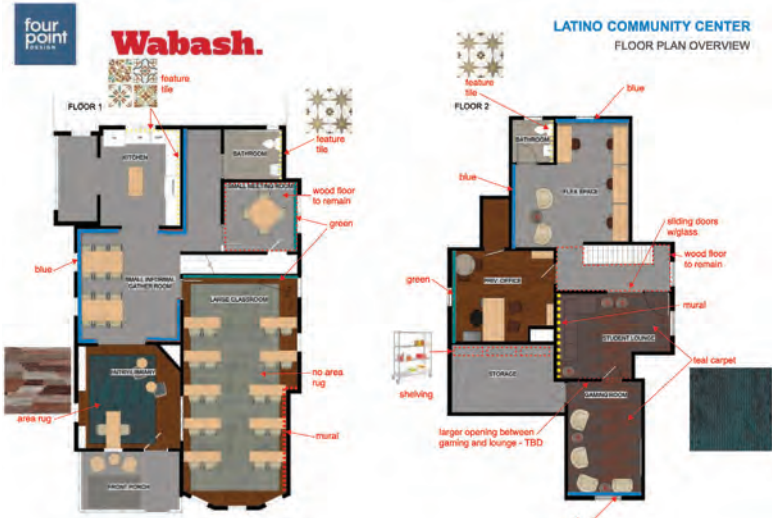 four
point
DESIGN
Wabash.
LATINO COMMUNITY CENTER
FLOOR PLAN OVERVIEW
feature
tile
FLOOR 1
KITCHEN
BATHROOM
feature
tile
SMALL MEETING ROOM
wood floor
to remain
green
blue
SMALL INFORMAL
GATHER ROOM
LARGE CLASSROOM
ENTRY/LIBRARY
no area
rug
area rug
mural
FRONT PORCH
feature
tile
FLOOR 2
blue
BATHROOM
blue
FLEX SPACE
sliding doors
w/glass
wood floor
to remain
green
PRIV. OFFICE
mural
STUDENT LOUNGE
teal carpet
STORAGE
shelving
GAMING ROOM
larger opening between
gaming and lounge - TBD